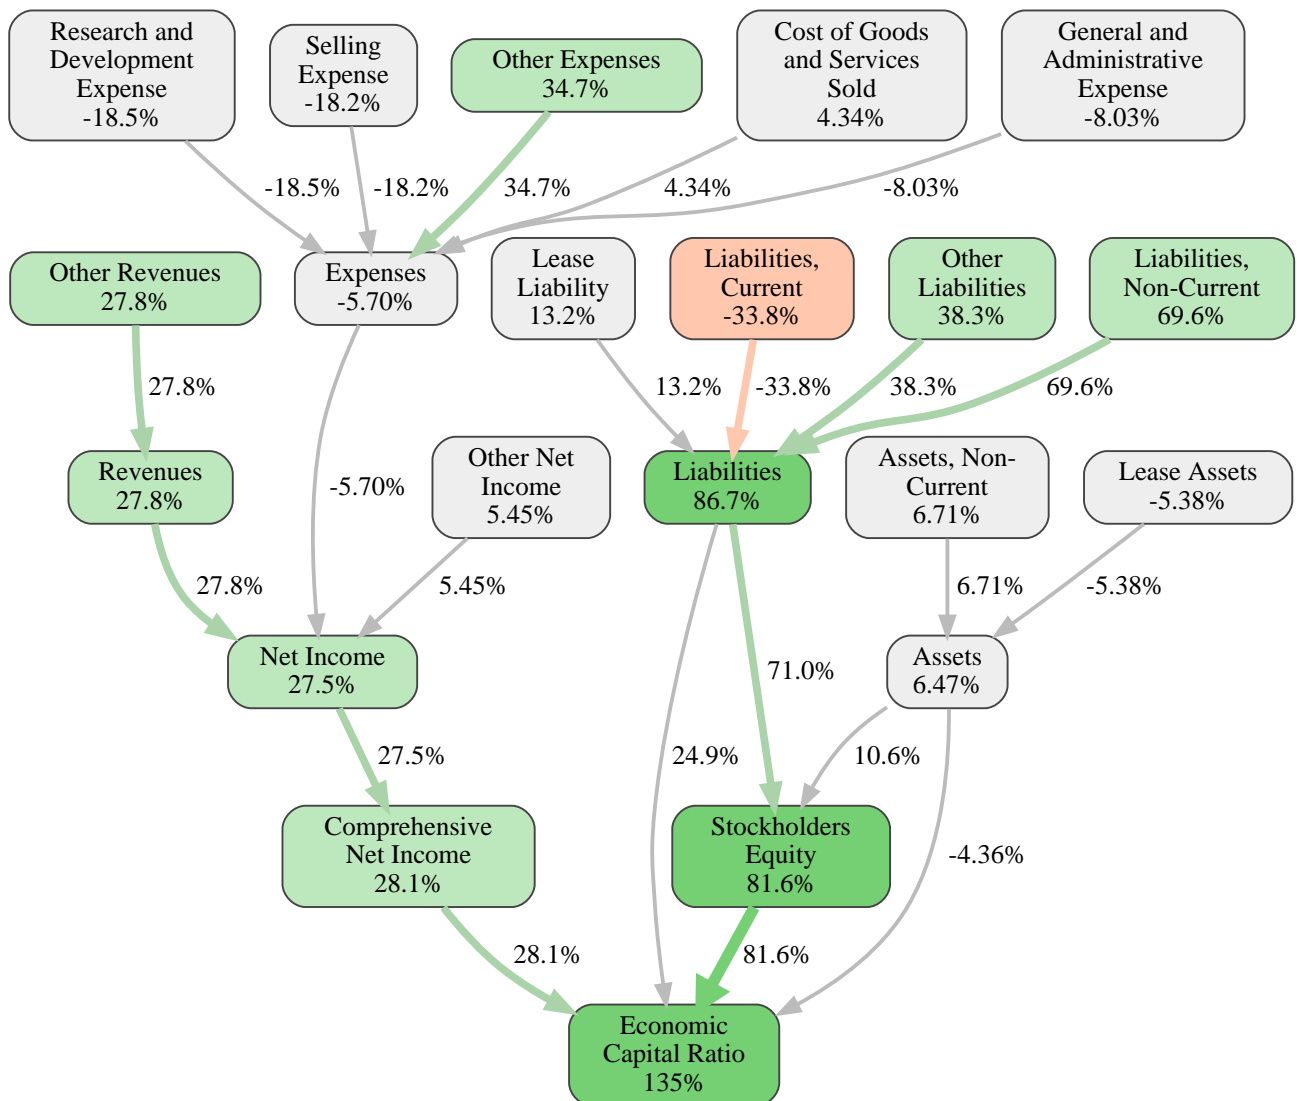 Research and
Development
Expense
-18.5%
Selling
Expense
-18.2%
Other Expenses
34.7%
Cost of Goods
and Services
Sold
4.34%
General and
Administrative
Expense
-8.03%
-18.5%
-18.2%
34.7%
4.34%
-8.03%
Other Revenues
27.8%
Expenses
-5.70%
Lease
Liability
13.2%
Liabilities,
Current
-33.8%
Other
Liabilities
38.3%
Liabilities,
Non-Current
69.6%
27.8%
13.2%
-33.8%
38.3%
69.6%
Revenues
27.8%
-5.70%
Other Net
Income
5.45%
Liabilities
86.7%
Assets, Non-
Current
6.71%
Lease Assets
-5.38%
27.8%
5.45%
6.71%
-5.38%
Net Income
27.5%
71.0%
Assets
6.47%
27.5%
24.9%
10.6%
Comprehensive
Net Income
28.1%
Stockholders
Equity
81.6%
-4.36%
28.1%
81.6%
Economic
Capital Ratio
135%